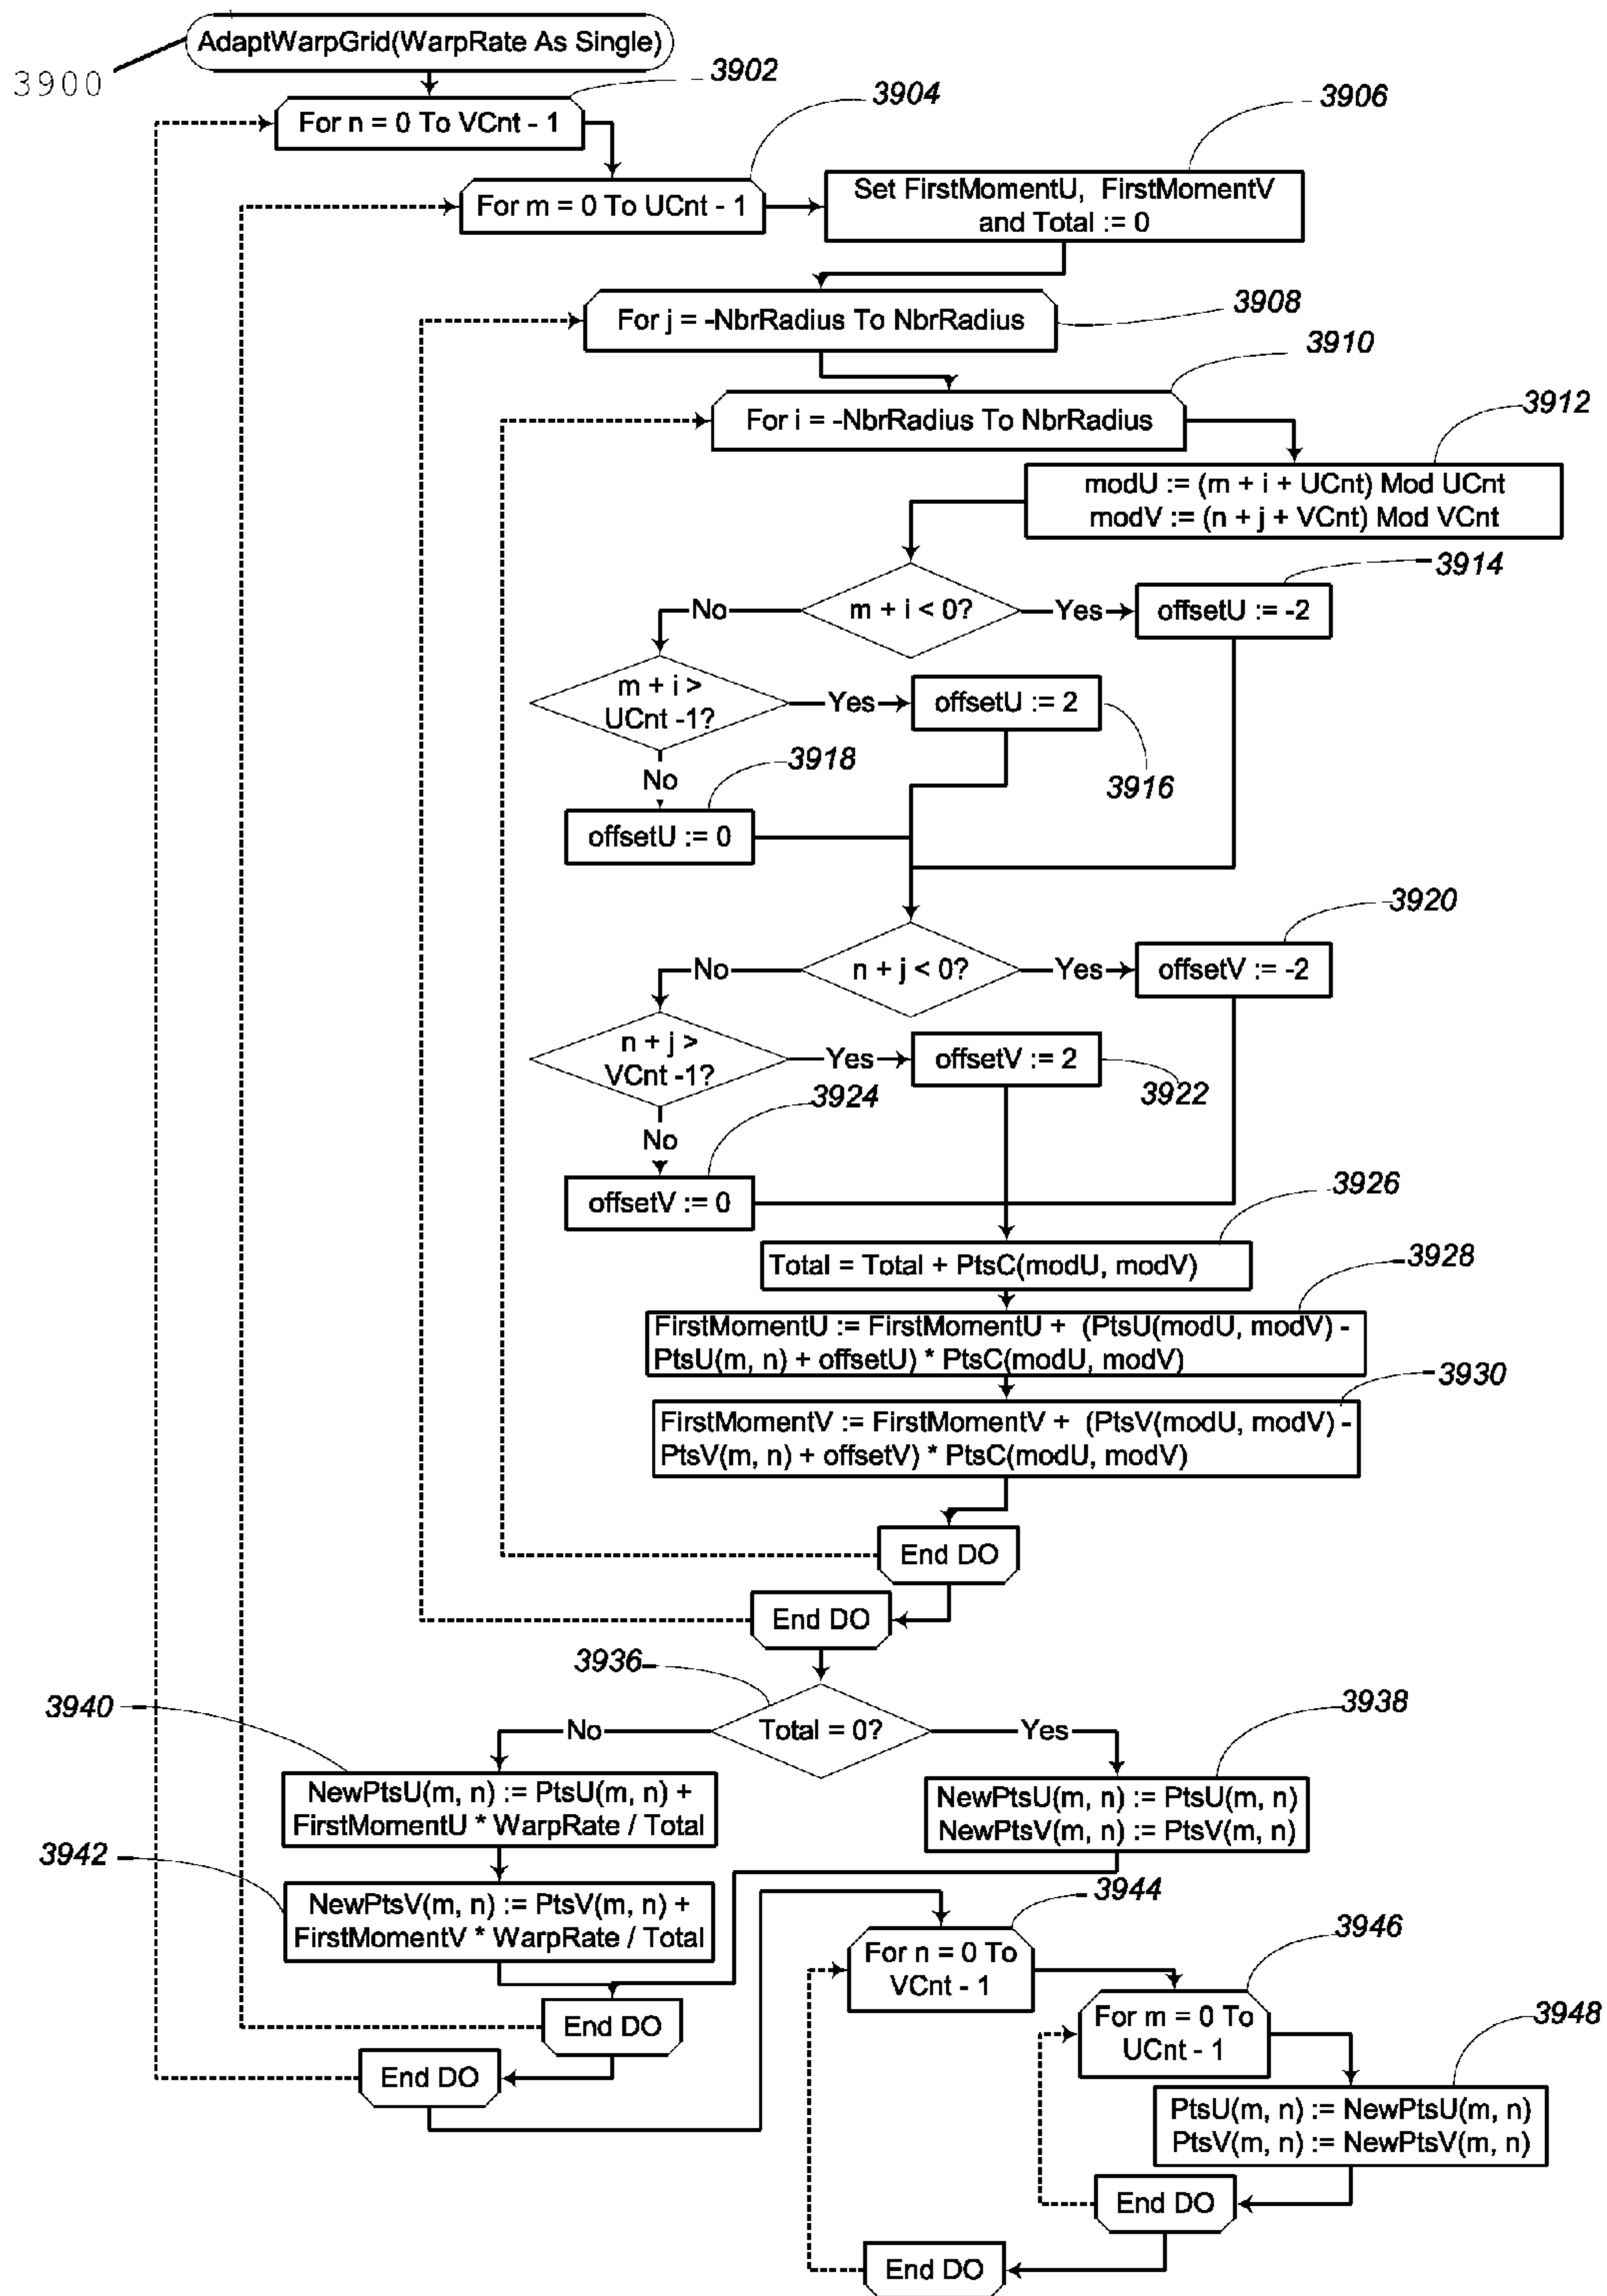 AdaptWarpGrid(WarpRate As Single)
3900
3902
For n = 0 To VCnt - 1
3904
3906
For m = 0 To UCnt - 1
Set FirstMomentU, FirstMomentV
and Total := 0
3908
For j = -NbrRadius To NbrRadius
3910
For i = -NbrRadius To NbrRadius
3912
modU := (m + i + UCnt) Mod UCnt
modV := (n + j + VCnt) Mod VCnt
3914
No
m + i < 0?
Yes
offsetU := -2
m + i >
UCnt -1?
Yes
offsetU := 2
3916
No
3918
offsetU := 0
3920
No
n + j < 0?
Yes
offsetV := -2
n + j >
VCnt -1?
Yes
offsetV := 2
3922
3924
No
offsetV := 0
3926
Total = Total + PtsC(modU, modV)
3928
FirstMomentU := FirstMomentU + (PtsU(modU, modV) -
PtsU(m, n) + offsetU) * PtsC(modU, modV)
3930
FirstMomentV := FirstMomentV + (PtsV(modU, modV) -
PtsV(m, n) + offsetV) * PtsC(modU, modV)
End DO
End DO
3936
3940
3938
No
Total = 0?
Yes
NewPtsU(m, n) := PtsU(m, n) +
FirstMomentU * WarpRate / Total
NewPtsU(m, n) := PtsU(m, n)
NewPtsV(m, n) := PtsV(m, n)
3942
NewPtsV(m, n) := PtsV(m, n) +
FirstMomentV * WarpRate / Total
3944
For n = 0 To
VCnt - 1
3946
For m = 0 To
UCnt - 1
End DO
3948
End DO
PtsU(m, n) := NewPtsU(m, n)
PtsV(m, n) := NewPtsV(m, n)
End DO
End DO